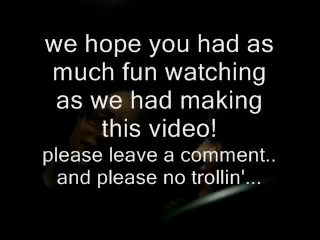 we hope you had as
much fun watching
as we had making
this video!
please leave a comment..
and please no trollin'...